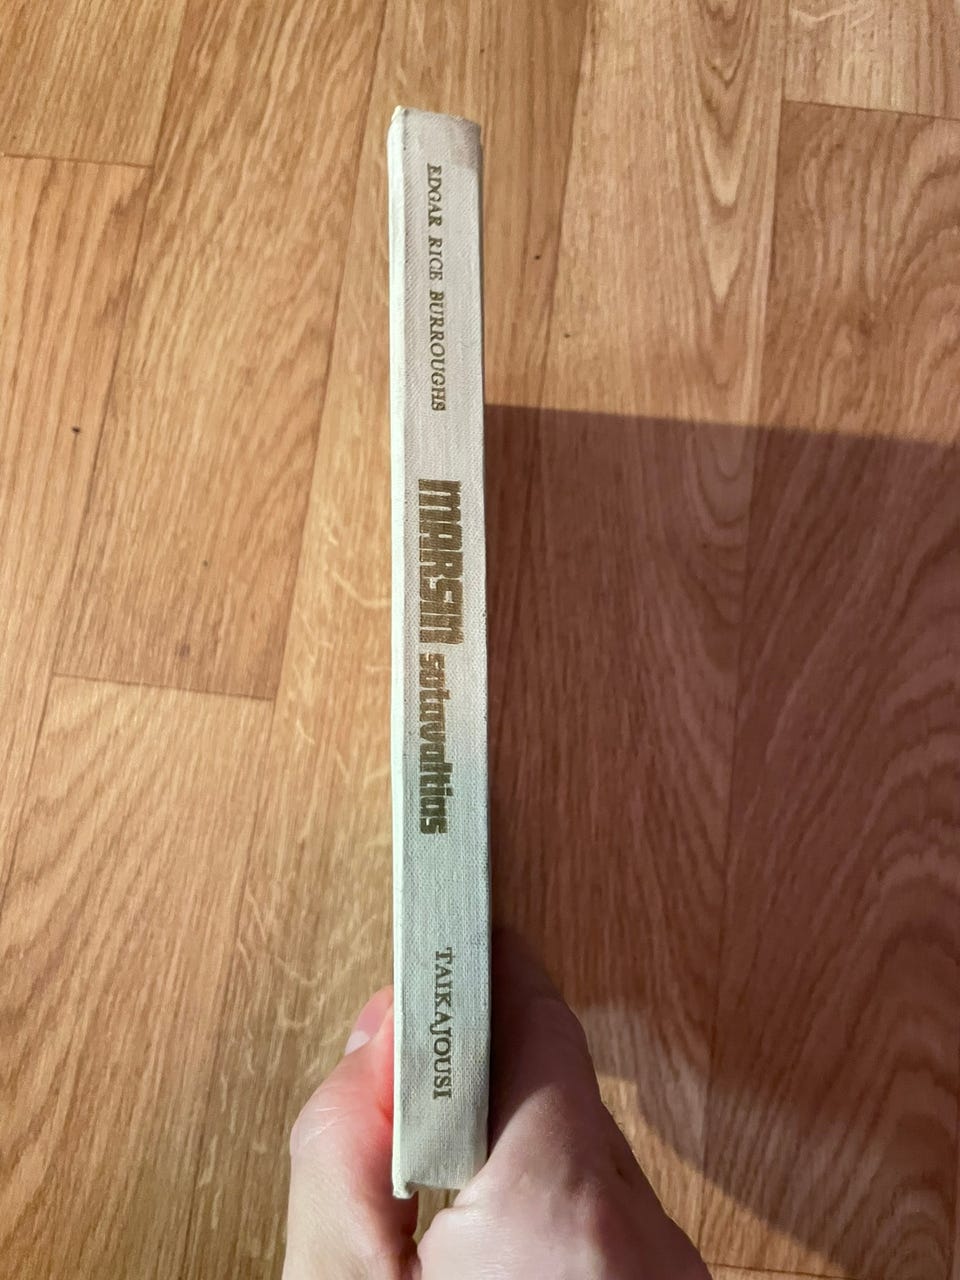 EDGAR RICE BURROUGHS
MARSIN sotavaltias
TAIKAJOUSI